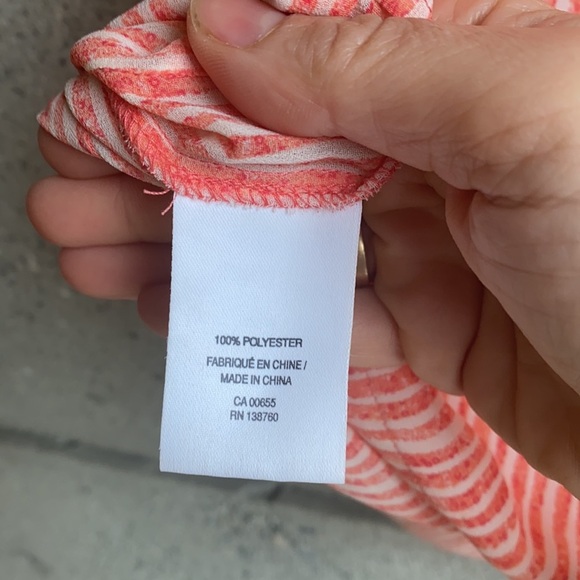 100% POLYESTER
FABRIQUÉ EN CHINE /
MADE IN CHINA
CA 00655
RN 138760